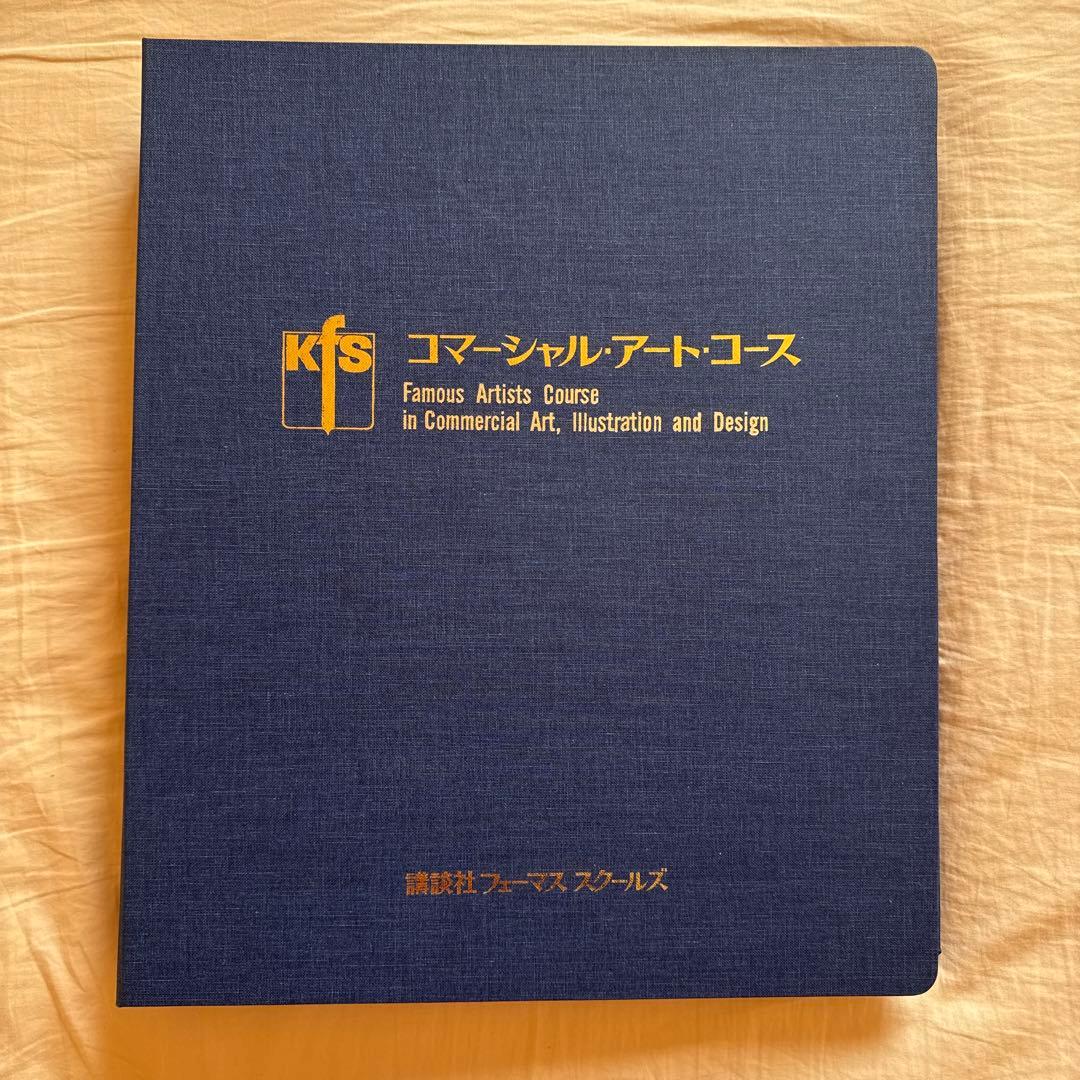 KfS
コマーシャル・アート・コース
Famous Artists Course
in Commercial Art, Illustration and Design
講談社フェーマス スクールズ